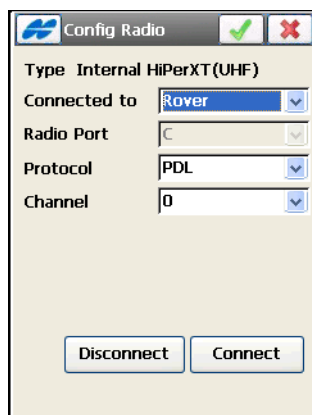 Config Radio
Type Internal HiPerXT(UHF)
Connected to Rover
Radio Port C
Protocol PDL
Channel 0
Disconnect Connect